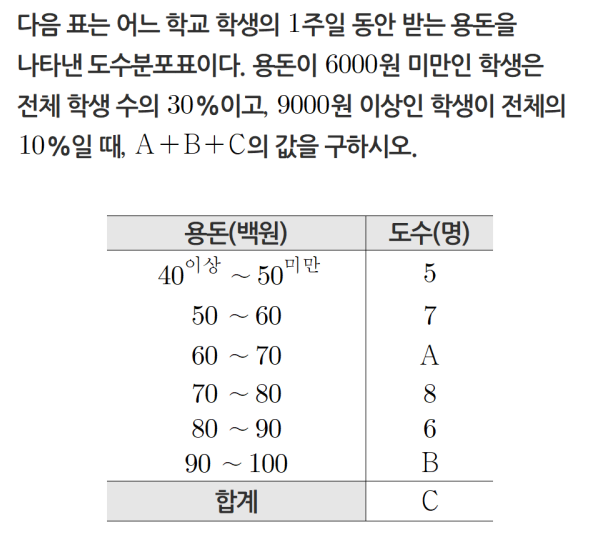 다음 표는 어느 학교 학생의 1주일 동안 받는 용돈을
나타낸 도수분포표이다. 용돈이 6000원 미만인 학생은
전체 학생 수의 30%이고, 9000원 이상인 학생이 전체의
10%일 때, A+B+C의 값을 구하시오.
용돈(백원) 도수(명)
40이상 ~ 50미만 5
50 ~ 60 7
60 ~ 70 A
70 ~ 80 8
80 ~ 90 6
90 ~ 100 B
합계 C